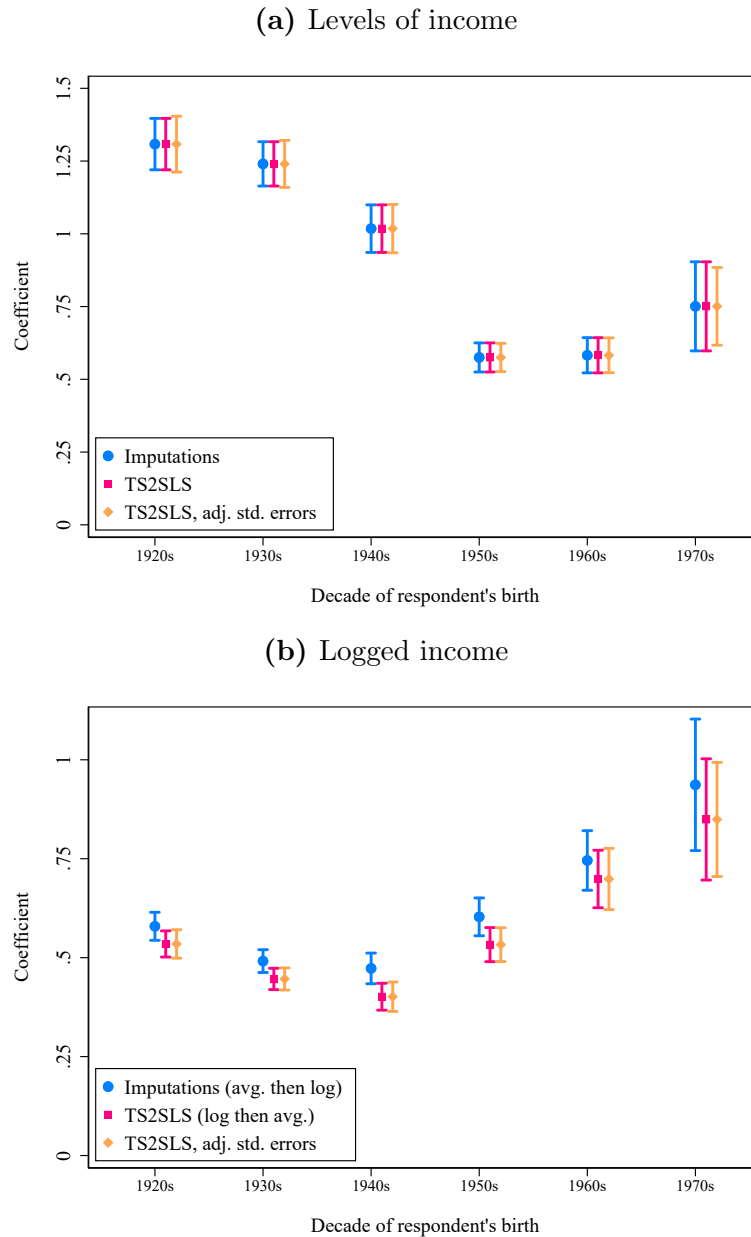 (a) Levels of income
1.5
1.25
1
.75
.5
.25
0
Coefficient
Imputations
TS2SLS
TS2SLS, adj. std. errors
1920s 1930s 1940s 1950s 1960s 1970s
Decade of respondent's birth
(b) Logged income
1
.75
.5
.25
0
Coefficient
Imputations (avg. then log)
TS2SLS (log then avg.)
TS2SLS, adj. std. errors
1920s 1930s 1940s 1950s 1960s 1970s
Decade of respondent's birth